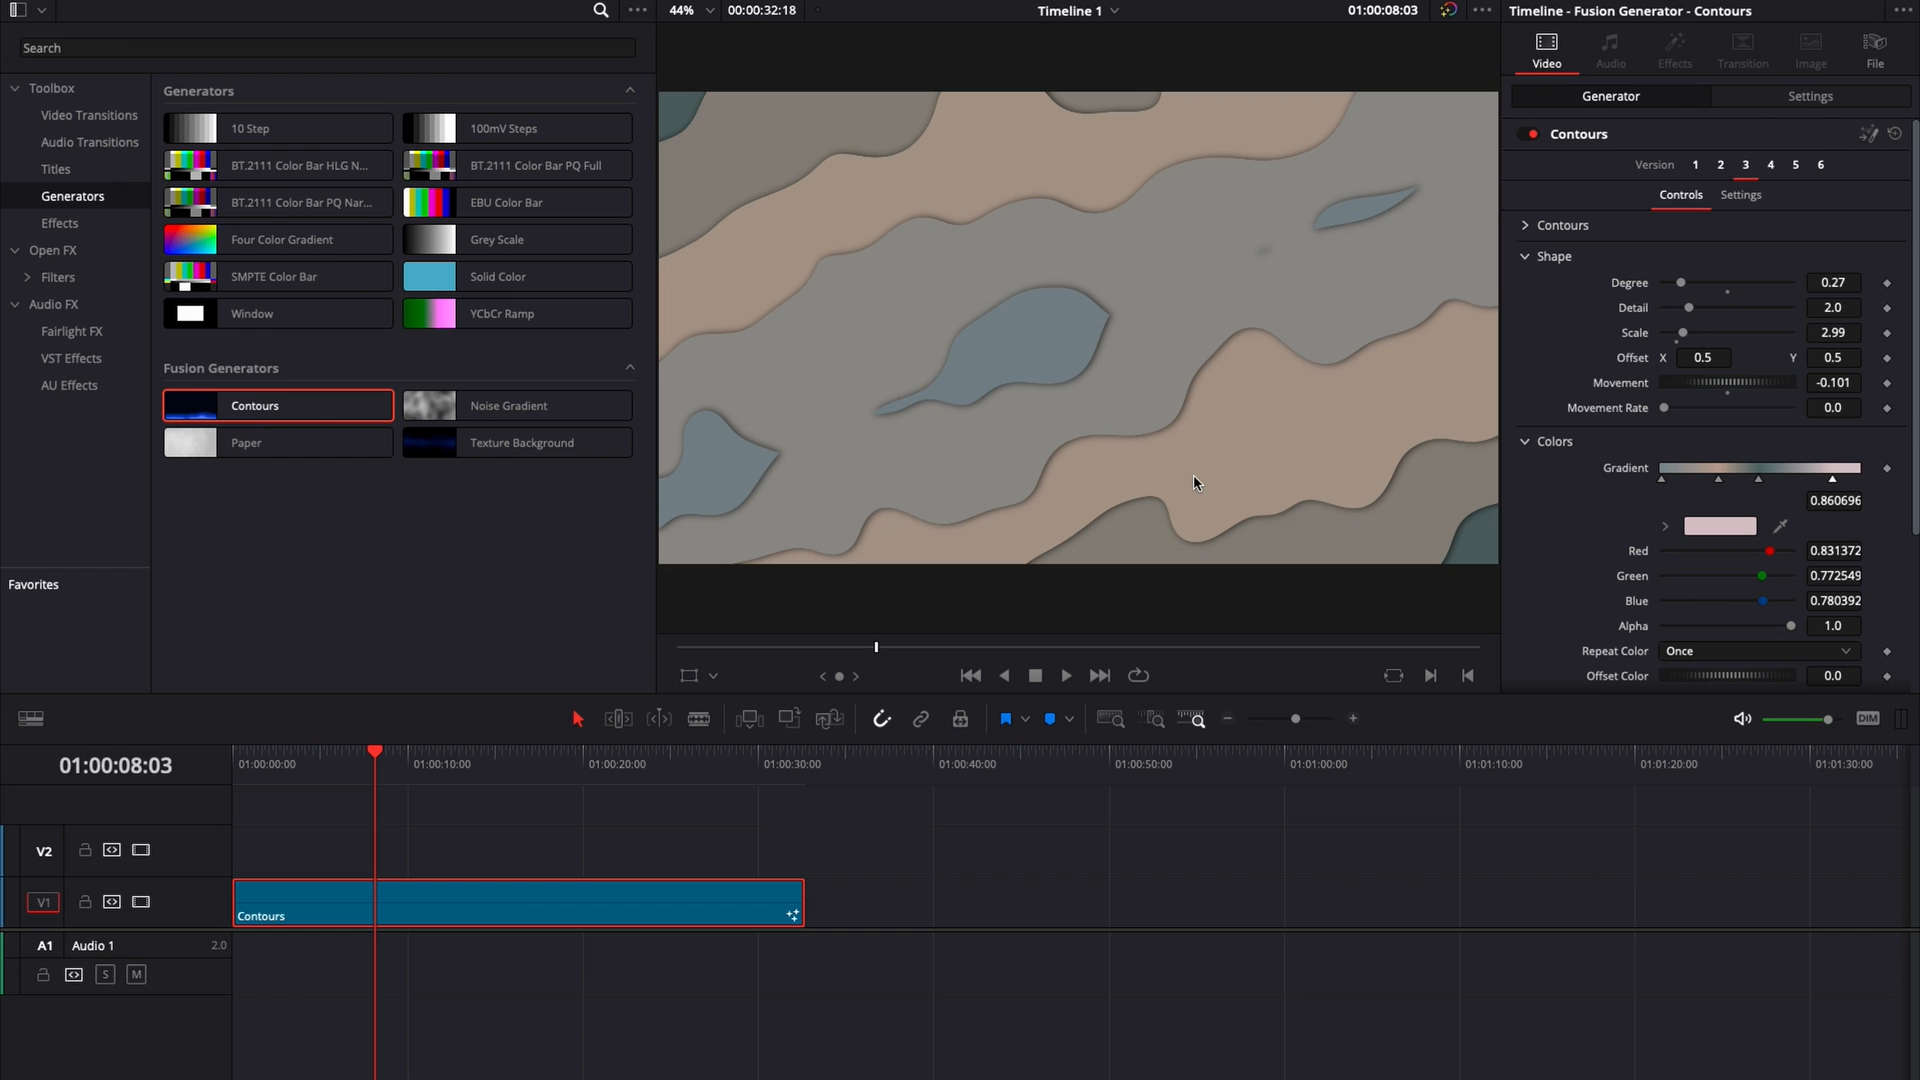 44% 00:00:32:18 Timeline 1 01:00:08:03 Timeline - Fusion Generator - Contours
Search
Toolbox
Video Transitions
Audio Transitions
Titles
Generators
Effects
Open FX
Filters
Audio FX
Fairlight FX
VST Effects
AU Effects
Favorites
Generators
10 Step 100mV Steps
BT.2111 Color Bar HLG N... BT.2111 Color Bar PQ Full
BT.2111 Color Bar PQ Nar... EBU Color Bar
Four Color Gradient Grey Scale
SMPTE Color Bar Solid Color
Window YCbCr Ramp
Fusion Generators
Contours Noise Gradient
Paper Texture Background
Video Audio Effects Transition Image File
Generator Settings
Contours
Version 1 2 3 4 5 6
Controls Settings
Contours
Shape
Degree 0.27
Detail 2.0
Scale 2.99
Offset X 0.5 Y 0.5
Movement -0.101
Movement Rate 0.0
Colors
Gradient
0.860696
Red 0.831372
Green 0.772549
Blue 0.780392
Alpha 1.0
Repeat Color Once
Offset Color 0.0
DIM
01:00:08:03 01:00:00:00 01:00:10:00 01:00:20:00 01:00:30:00 01:00:40:00 01:00:50:00 01:01:00:00 01:01:10:00 01:01:20:00 01:01:30:00
V2
V1 Contours
A1 Audio 1 2.0
S M